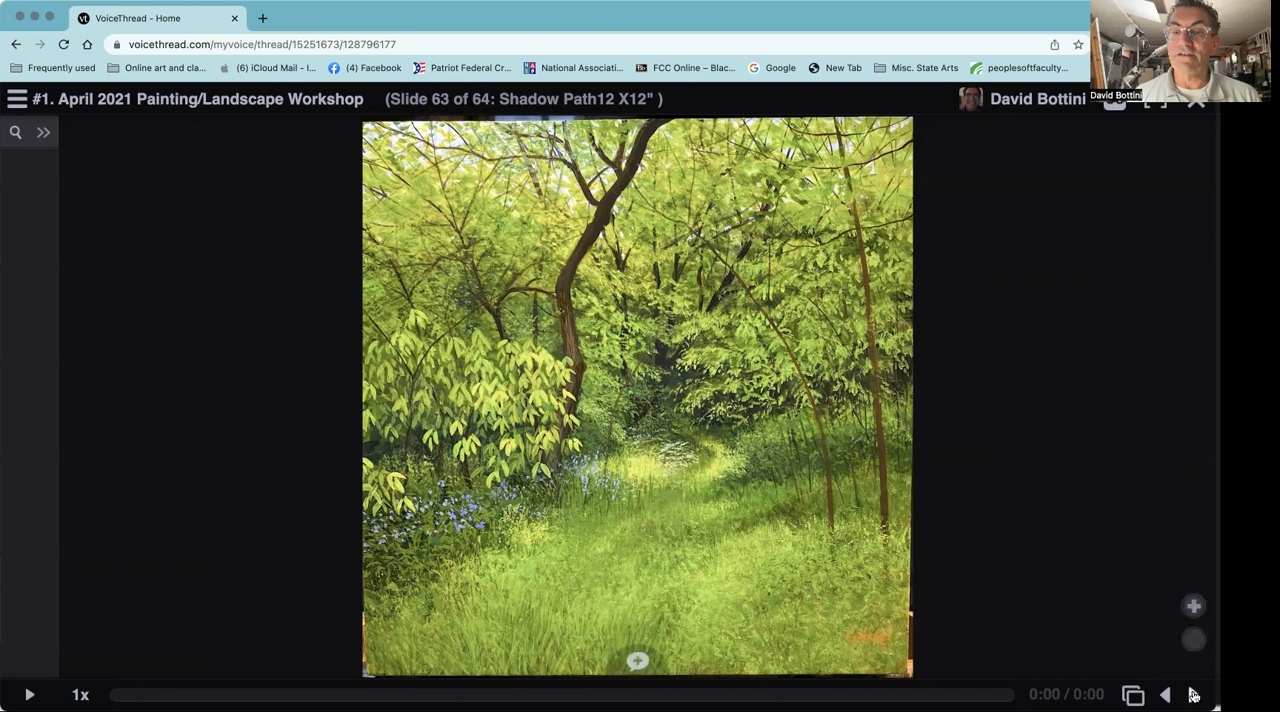 vt VoiceThread - Home
voicethread.com/myvoice/thread/15251673/128796177
Frequently used Online art and cla... (6) iCloud Mail - I... (4) Facebook Patriot Federal Cr... National Associati... FCC Online – Blac... Google New Tab Misc. State Arts peoplesoftfaculty...
David Bottini
#1. April 2021 Painting/Landscape Workshop (Slide 63 of 64: Shadow Path12 X12" ) David Bottini
1x 0:00 / 0:00